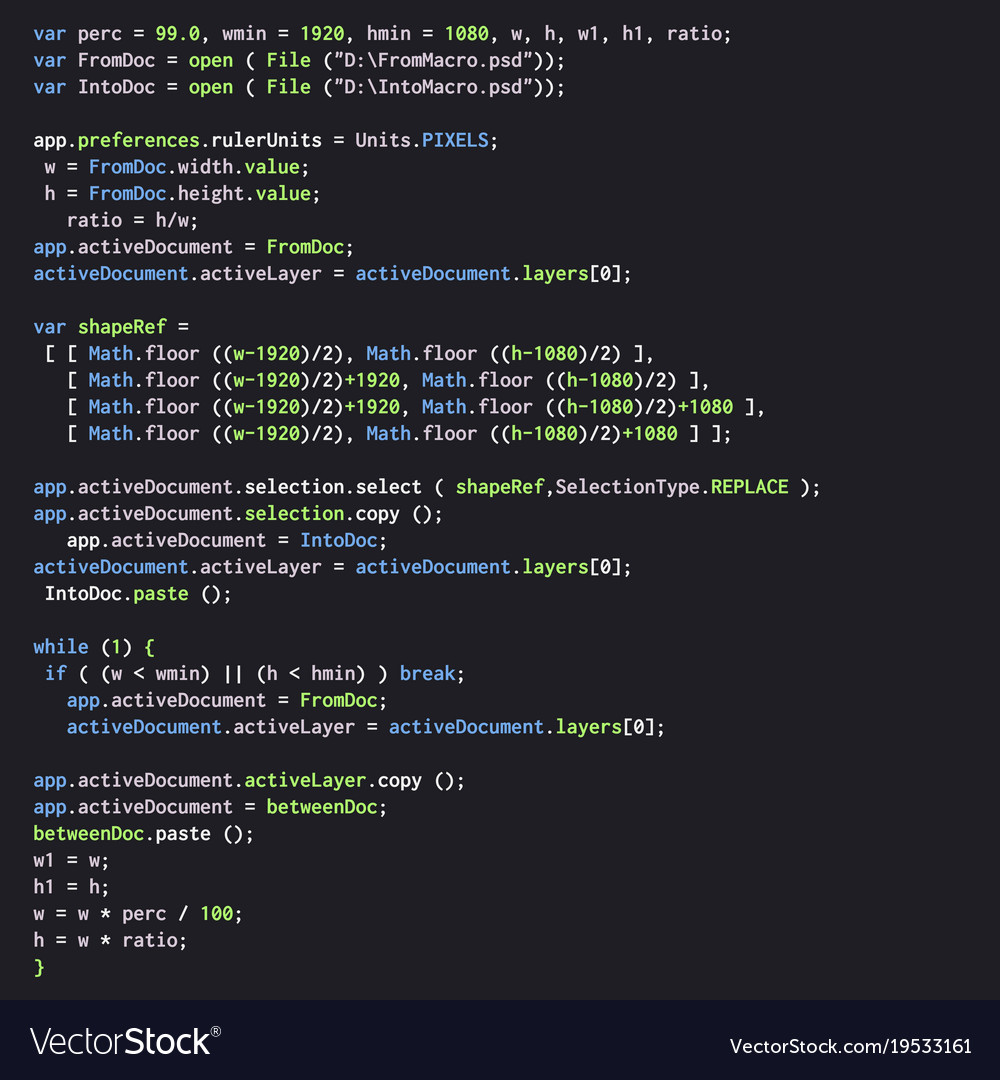 var perc = 99.0, wmin = 1920, hmin = 1080, w, h, w1, h1, ratio;
var FromDoc = open ( File (”D:\FromMacro.psd”));
var IntoDoc = open ( File (”D:\IntoMacro.psd”));
app.preferences.rulerUnits = Units.PIXELS;
w = FromDoc.width.value;
h = FromDoc.height.value;
ratio = h/w;
app.activeDocument = FromDoc;
activeDocument.activeLayer = activeDocument.layers[0];
var shapeRef =
[ [ Math.floor ((w-1920)/2), Math.floor ((h-1080)/2) ],
[ Math.floor ((w-1920)/2)+1920, Math.floor ((h-1080)/2) ],
[ Math.floor ((w-1920)/2)+1920, Math.floor ((h-1080)/2)+1080 ],
[ Math.floor ((w-1920)/2), Math.floor ((h-1080)/2)+1080 ] ];
app.activeDocument.selection.select ( shapeRef,SelectionType.REPLACE );
app.activeDocument.selection.copy ();
app.activeDocument = IntoDoc;
activeDocument.activeLayer = activeDocument.layers[0];
IntoDoc.paste ();
while (1) {
if ( (w < wmin) || (h < hmin) ) break;
app.activeDocument = FromDoc;
activeDocument.activeLayer = activeDocument.layers[0];
app.activeDocument.activeLayer.copy ();
app.activeDocument = betweenDoc;
betweenDoc.paste ();
w1 = w;
h1 = h;
w = w * perc / 100;
h = w * ratio;
}
VectorStock®
VectorStock.com/19533161